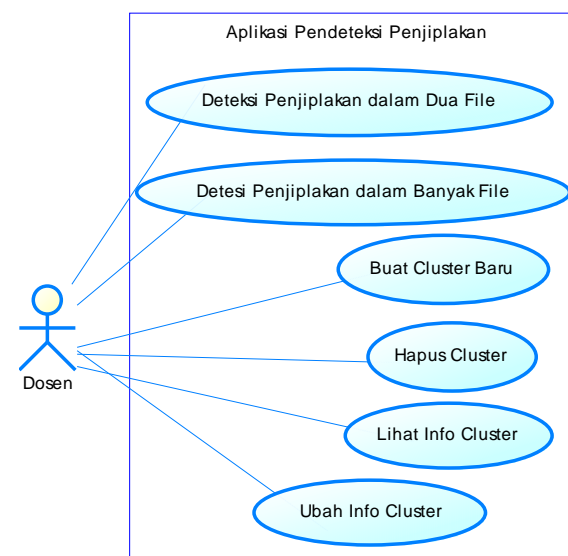 Aplikasi Pendeteksi Penjiplakan
Deteksi Penjiplakan dalam Dua File
Detesi Penjiplakan dalam Banyak File
Buat Cluster Baru
Hapus Cluster
Dosen
Lihat Info Cluster
Ubah Info Cluster